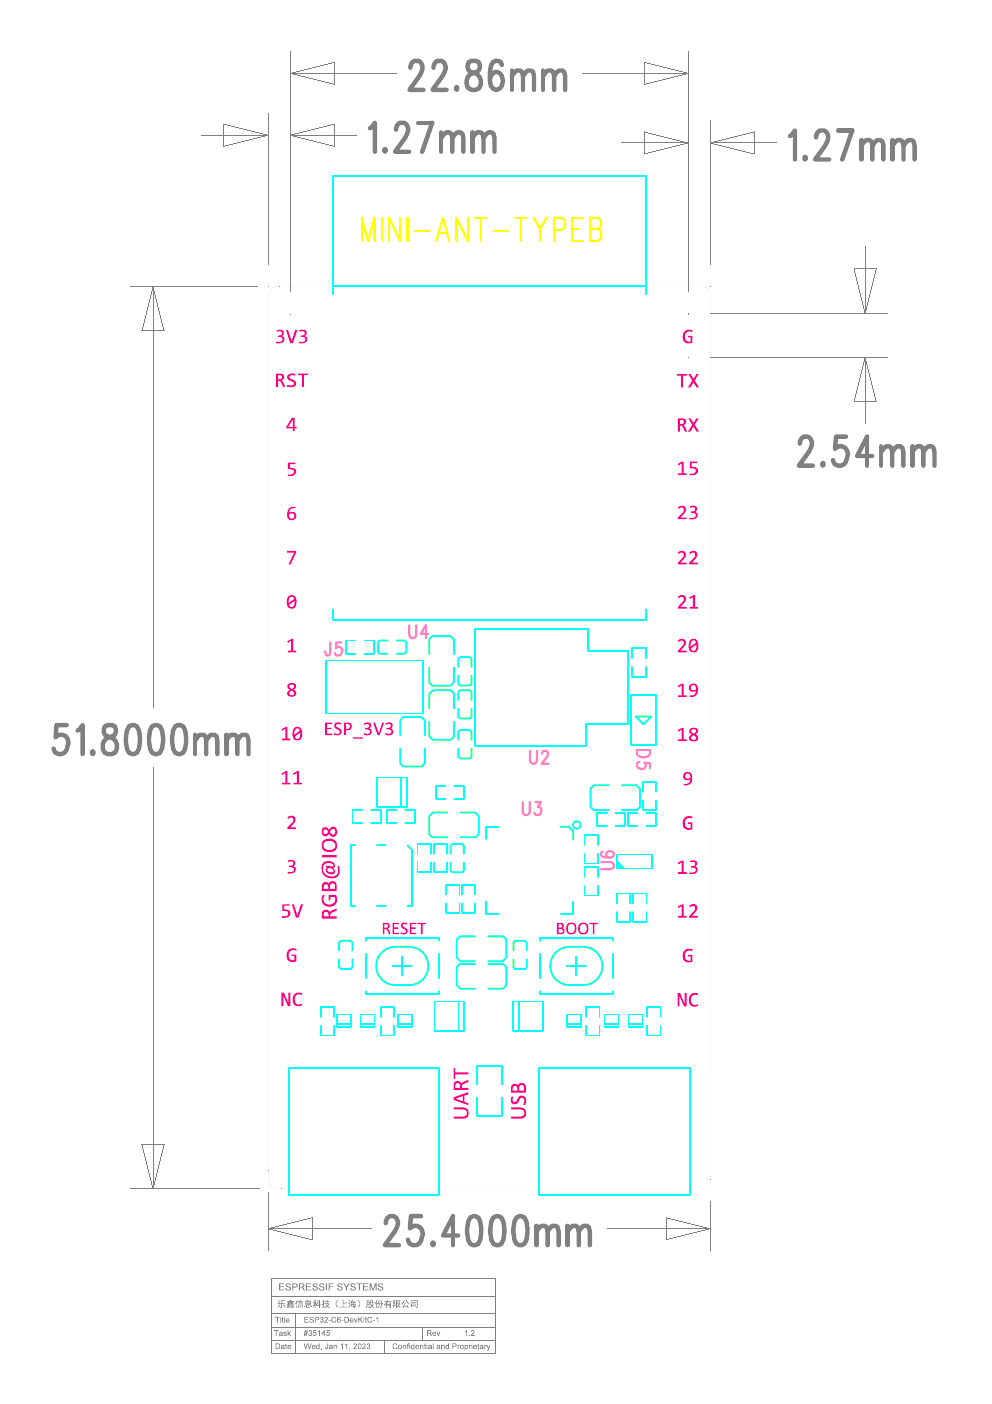 22.86mm
1.27mm
1.27mm
MINI-ANT-TYPEB
3V3 G
RST TX
4 RX
2.54mm
5 15
6 23
7 22
0 21
U4
1 20
J5
8 19
ESP_3V3
10 18
51.8000mm
U2
D5
11 9
U3
2 G
RGB@IO8
U6
3 13
5V 12
RESET BOOT
G G
NC NC
UART USB
25.4000mm
ESPRESSIF SYSTEMS
乐鑫信息科技（上海）股份有限公司
Title ESP32-C6-DevKitC-1
Task #35145 Rev 1.2
Date Wed, Jan 11, 2023 Confidential and Proprietary